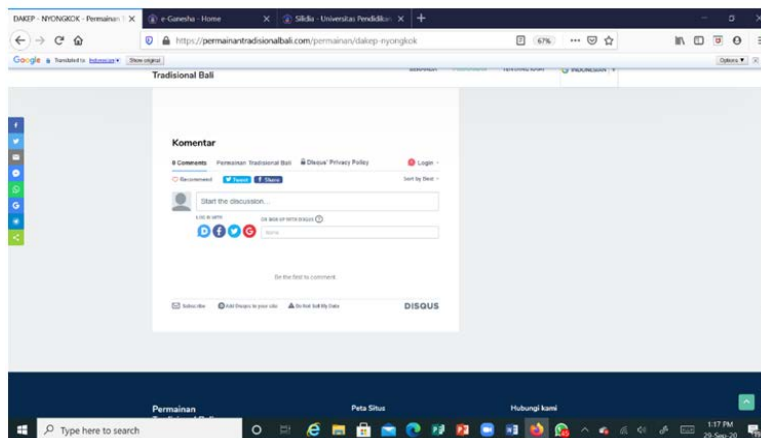 DAKEP - NYONGKOK - Permainan T
e-Ganesha - Home
Silidia - Universitas Pendidikan
https://permainantradisionalbali.com/permainan/dakep-nyongkok
67%
Google Translated to: Indonesian Show original
Options
Tradisional Bali
INDONESIAN
Komentar
0 Comments Permainan Tradisional Bali Disqus' Privacy Policy Login
Recommend Tweet Share Sort by Best
Start the discussion...
LOG IN WITH
OR SIGN UP WITH DISQUS ?
Name
Be the first to comment.
Subscribe Add Disqus to your site Do Not Sell My Data DISQUS
Permainan
Peta Situs
Hubungi kami
Type here to search
1:17 PM
29-Sep-20